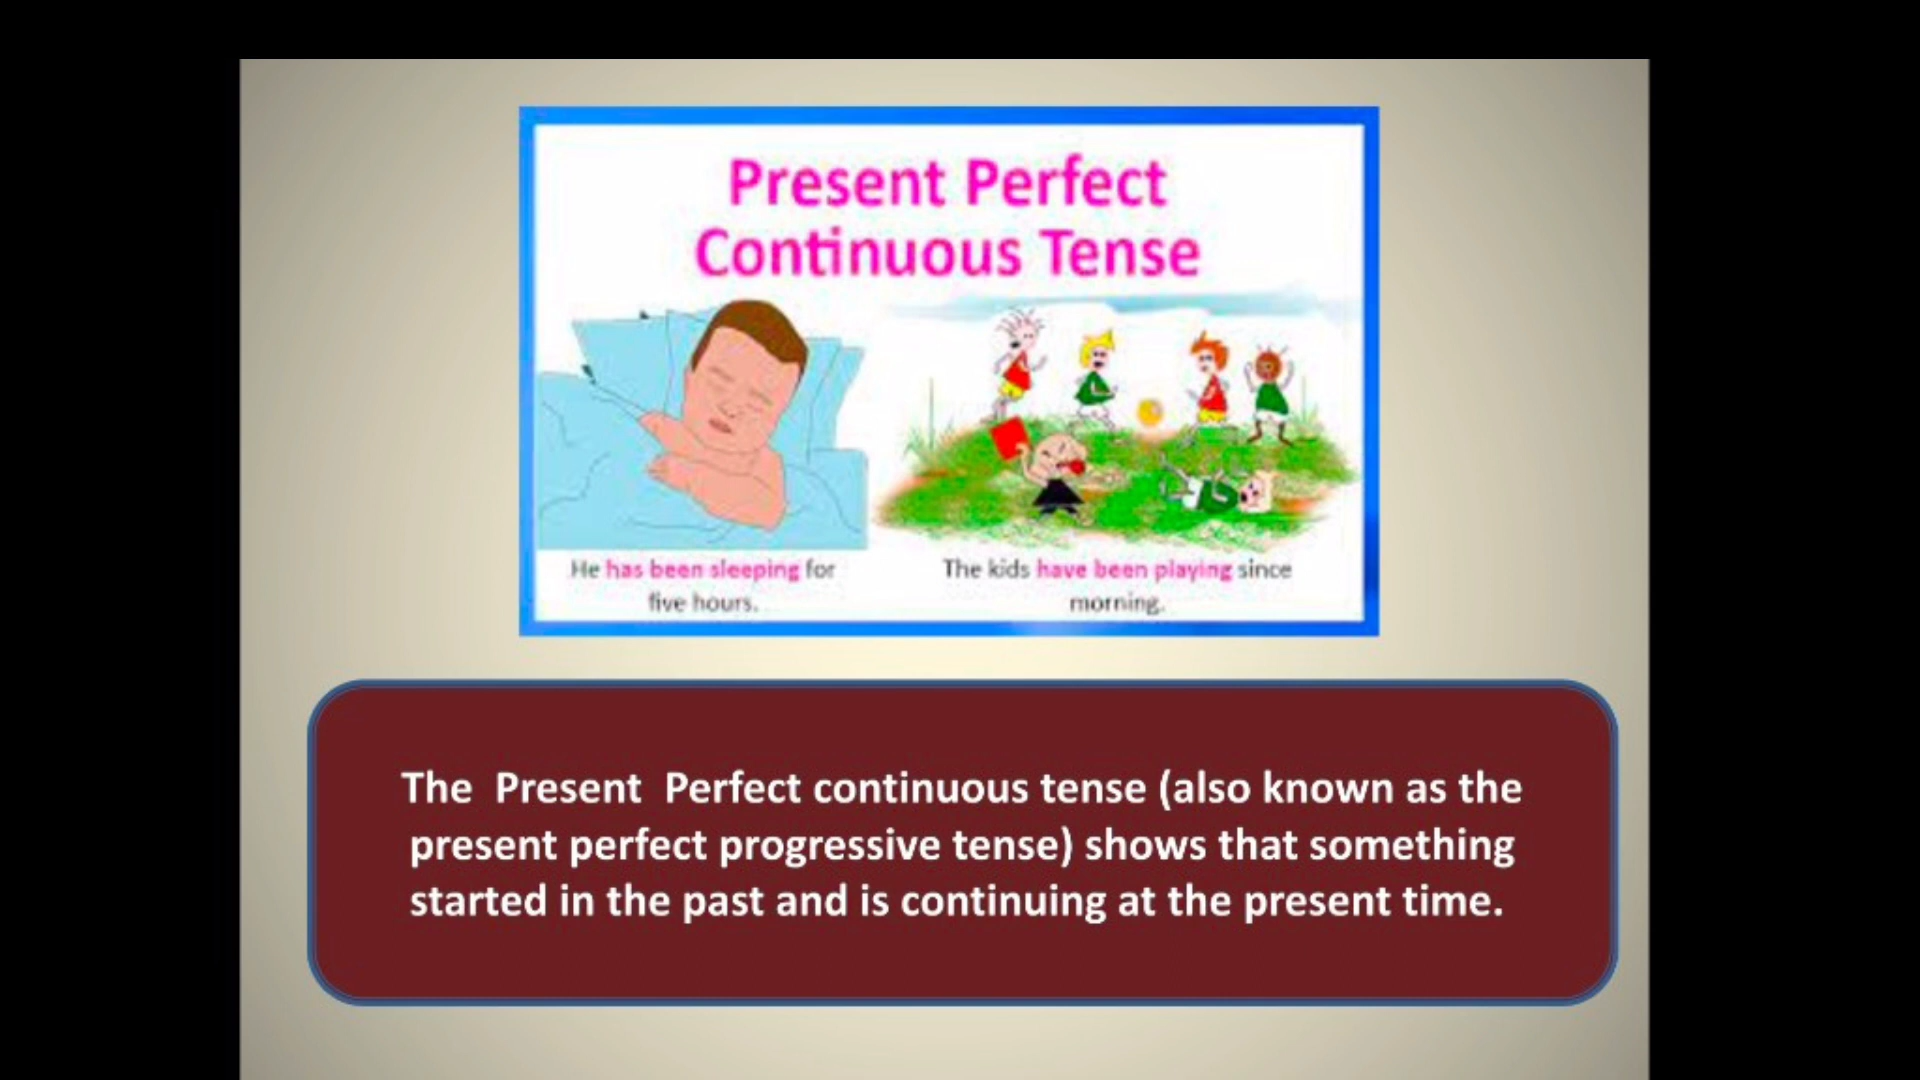 Present Perfect
Continuous Tense
He has been sleeping for
five hours.
The kids have been playing since
morning.
The Present Perfect continuous tense (also known as the
present perfect progressive tense) shows that something
started in the past and is continuing at the present time.